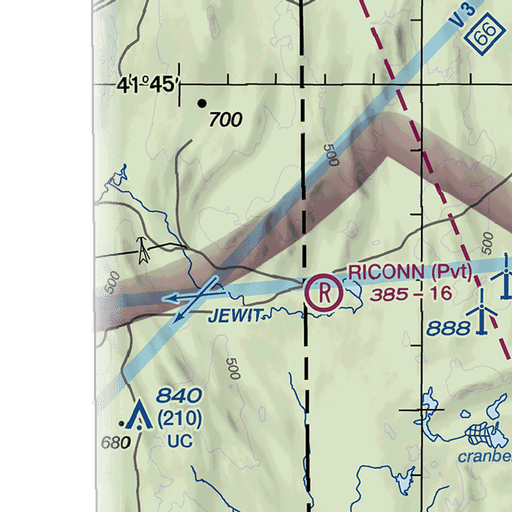 V 3
66
41°45'
700
500
500
500
RICONN (Pvt)
R
385 - 16
JEWIT
888
500
840
(210)
UC
680
cranbe